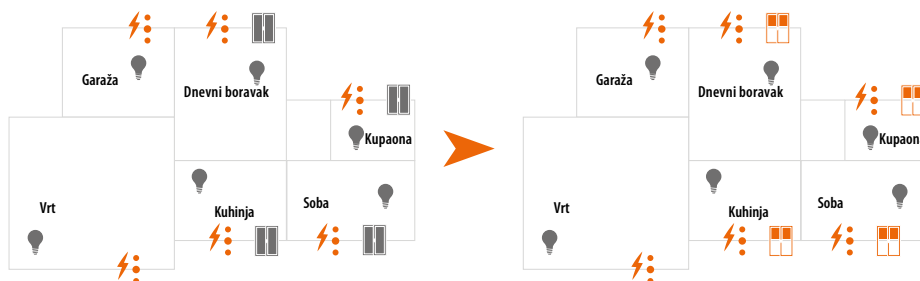 Garaža
Dnevni boravak
Kupaona
Vrt
Kuhinja
Soba
Garaža
Dnevni boravak
Kupaon
Vrt
Kuhinja
Soba